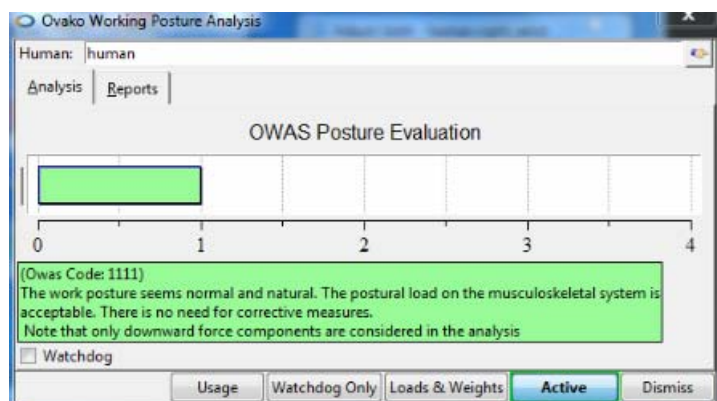 Ovako Working Posture Analysis
Human: human
Analysis Reports
OWAS Posture Evaluation
0 1 2 3 4
(Owas Code: 1111)
The work posture seems normal and natural. The postural load on the musculoskeletal system is
acceptable. There is no need for corrective measures.
Note that only downward force components are considered in the analysis
Watchdog
Usage Watchdog Only Loads & Weights Active Dismiss